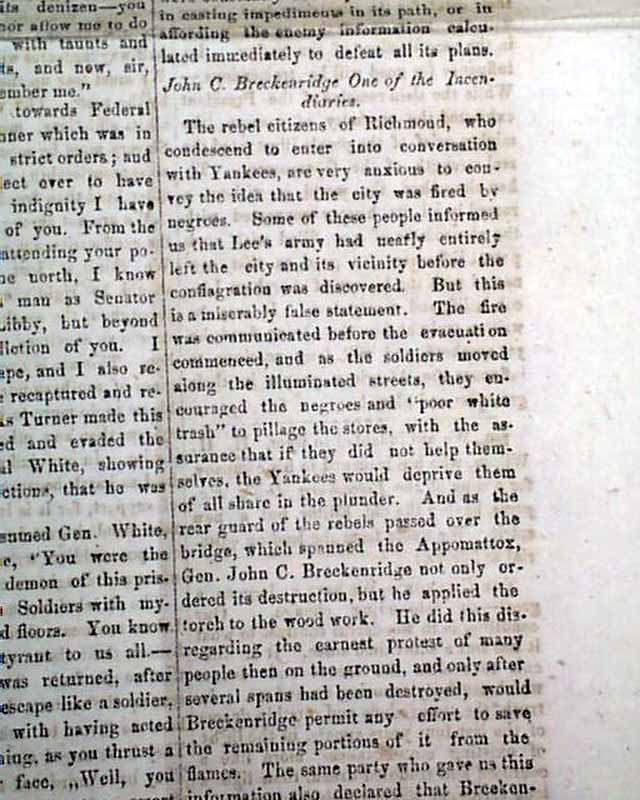 its denizen—you
nor allow me to do
with taunts and
ts, and now, sir,
ember me."
towards Federal
nner which was in
strict orders; and
ect ever to have
indignity I have
of you. From the
attending your po-
he north, I know
man as Senator
Libby, but beyond
liction of you. I
ape, and I also re-
e recaptured and re-
as Turner made this
ed and evaded the
al White, showing
ctions, that he was
sumed Gen. White,
e, "You were the
demon of this pris-
Soldiers with my-
d floors. You know
tyrant to us all.—
was returned, after
escape like a soldier,
with having acted
ning, as you thrust a
face, „Well, you
in casting impediments in its path, or in
affording the enemy information calcu-
lated immediately to defeat all its plans.
John C. Breckenridge One of the Incen-
diaries.
The rebel citizens of Richmond, who
condescend to enter into conversation
with Yankees, are very anxious to con-
vey the idea that the city was fired by
negroes. Some of these people informed
us that Lee's army had neafly entirely
left the city and its vicinity before the
conflagration was discovered. But this
is a miserably false statement. The fire
was communicated before the evacuation
commenced, and as the soldiers moved
along the illuminated streets, they en-
couraged the negroes and "poor white
trash" to pillage the stores, with the as-
surance that if they did not help them-
selves, the Yankees would deprive them
of all share in the plunder. And as the
rear guard of the rebels passed over the
bridge, which spanned the Appomattox,
Gen. John C. Breckenridge not only or-
dered its destruction, but he applied the
torch to the wood work. He did this dis-
regarding the earnest protest of many
people then on the ground, and only after
several spans had been destroyed, would
Breckenridge permit any effort to save
the remaining portions of it from the
flames. The same party who gave us this
information also declared that Brecken-